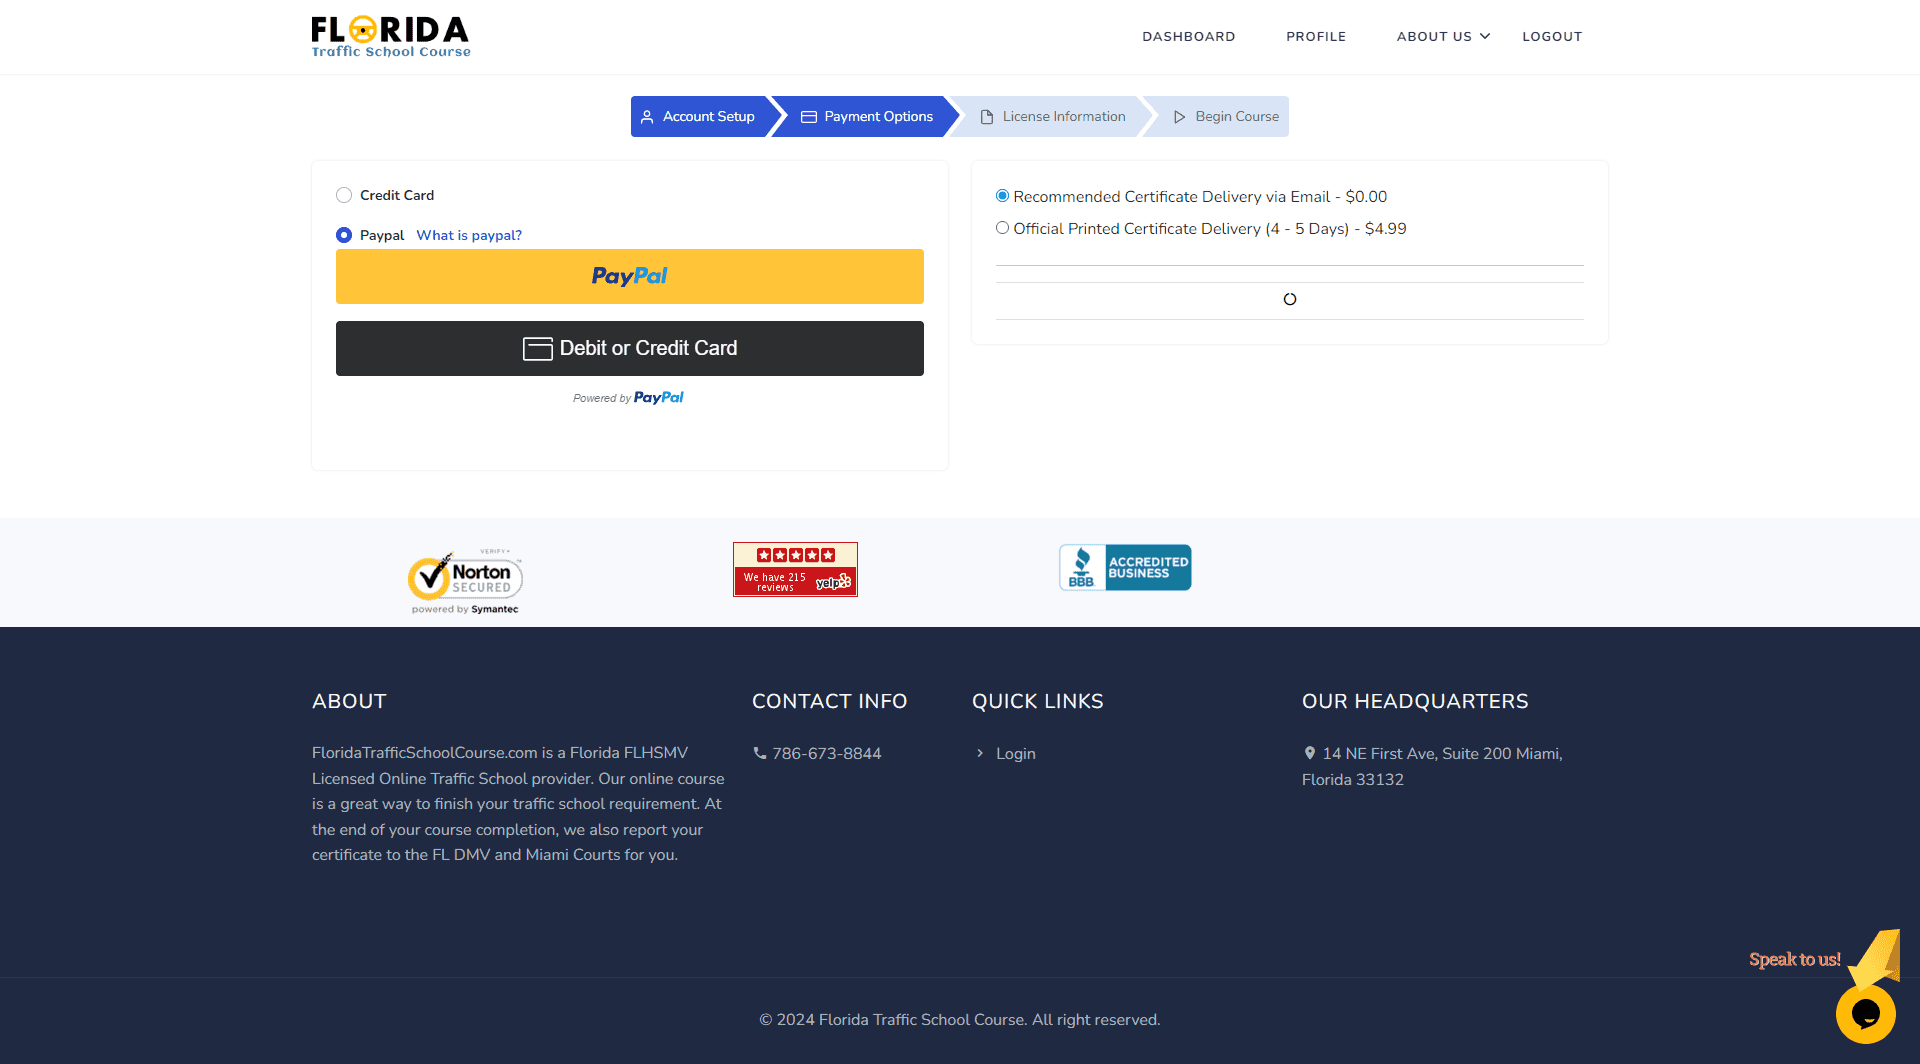 FLORIDA
Traffic School Course
DASHBOARD
PROFILE
ABOUT US
LOGOUT
Account Setup
Payment Options
License Information
Begin Course
Credit Card
Paypal What is paypal?
PayPal
Debit or Credit Card
Powered by PayPal
Recommended Certificate Delivery via Email - $0.00
Official Printed Certificate Delivery (4 - 5 Days) - $4.99
VERIFY
Norton
SECURED
powered by Symantec
We have 215
reviews
yelp
BBB
ACCREDITED
BUSINESS
ABOUT
FloridaTrafficSchoolCourse.com is a Florida FLHSMV
Licensed Online Traffic School provider. Our online course
is a great way to finish your traffic school requirement. At
the end of your course completion, we also report your
certificate to the FL DMV and Miami Courts for you.
CONTACT INFO
786-673-8844
QUICK LINKS
Login
OUR HEADQUARTERS
14 NE First Ave, Suite 200 Miami,
Florida 33132
Speak to us!
© 2024 Florida Traffic School Course. All right reserved.